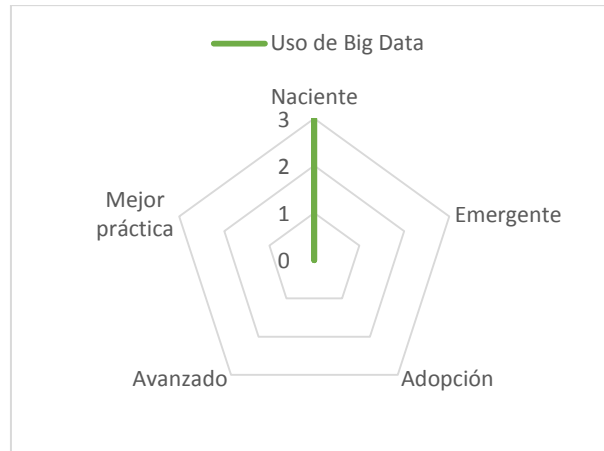 Uso de Big Data
Naciente
3
2
1
0
Mejor
práctica
Emergente
Avanzado
Adopción